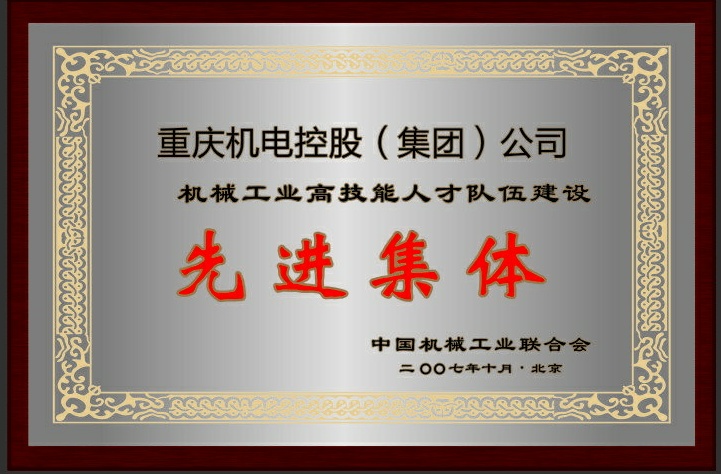 重庆机电控股（集团）公司
机械工业高技能人才队伍建设
先进集体
中国机械工业联合会
二〇〇七年十月·北京